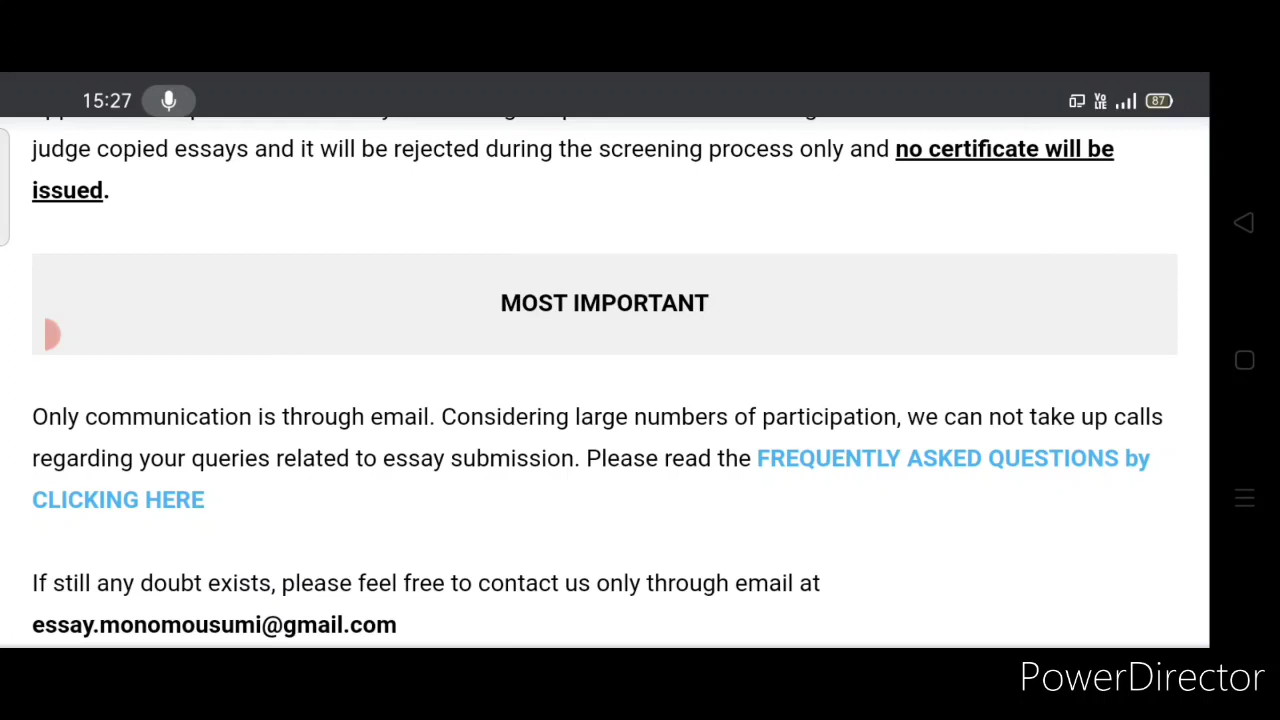 15:27
Vo LTE
87
judge copied essays and it will be rejected during the screening process only and no certificate will be
issued.
MOST IMPORTANT
Only communication is through email. Considering large numbers of participation, we can not take up calls
regarding your queries related to essay submission. Please read the FREQUENTLY ASKED QUESTIONS by
CLICKING HERE
If still any doubt exists, please feel free to contact us only through email at
essay.monomousumi@gmail.com
PowerDirector